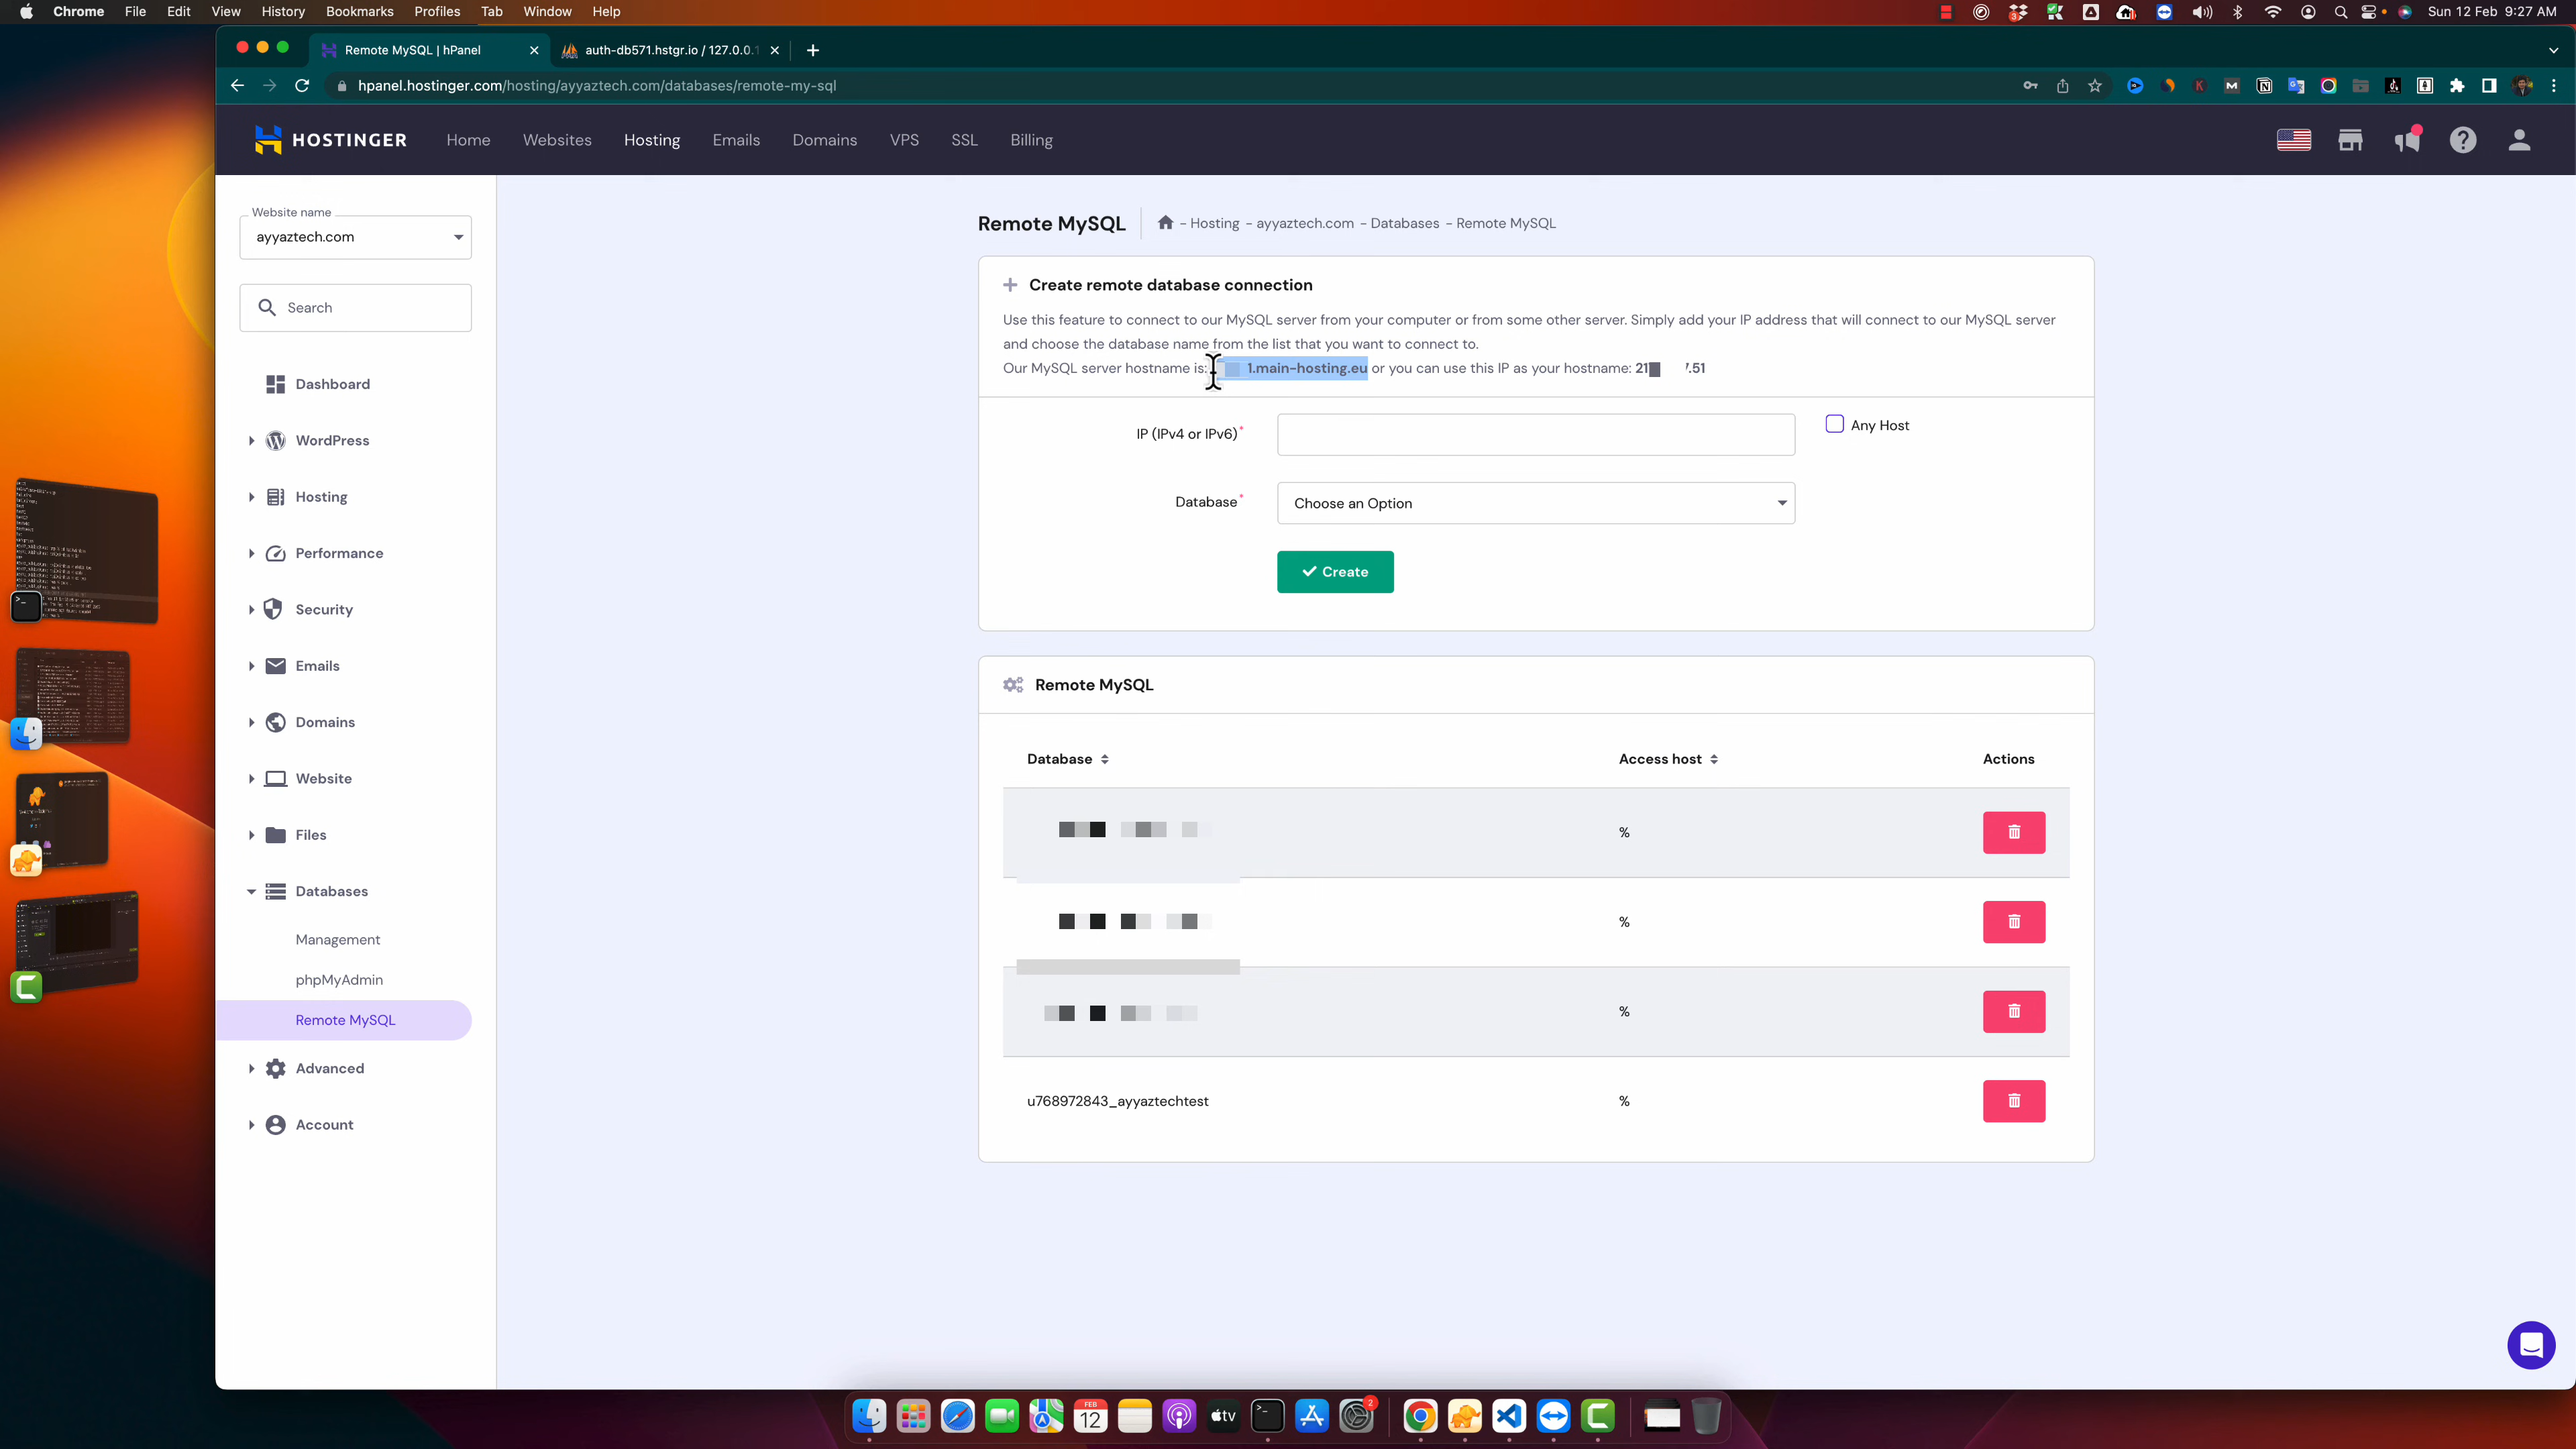 Chrome File Edit View History Bookmarks Profiles Tab Window Help
Sun 12 Feb 9:27 AM
Remote MySQL | hPanel
auth-db571.hstgr.io / 127.0.0.1
hpanel.hostinger.com/hosting/ayyaztech.com/databases/remote-my-sql
HOSTINGER Home Websites Hosting Emails Domains VPS SSL Billing
Website name
ayyaztech.com
Search
Dashboard
WordPress
Hosting
Performance
Security
Emails
Domains
Website
Files
Databases
Management
phpMyAdmin
Remote MySQL
Advanced
Account
Remote MySQL
- Hosting - ayyaztech.com - Databases - Remote MySQL
Create remote database connection
Use this feature to connect to our MySQL server from your computer or from some other server. Simply add your IP address that will connect to our MySQL server
and choose the database name from the list that you want to connect to.
Our MySQL server hostname is: 1.main-hosting.eu or you can use this IP as your hostname: 21 .51
IP (IPv4 or IPv6)*
Any Host
Database*
Choose an Option
Create
Remote MySQL
Database Access host Actions
%
%
%
u768972843_ayyaztechtest %
FEB
12
tv
2